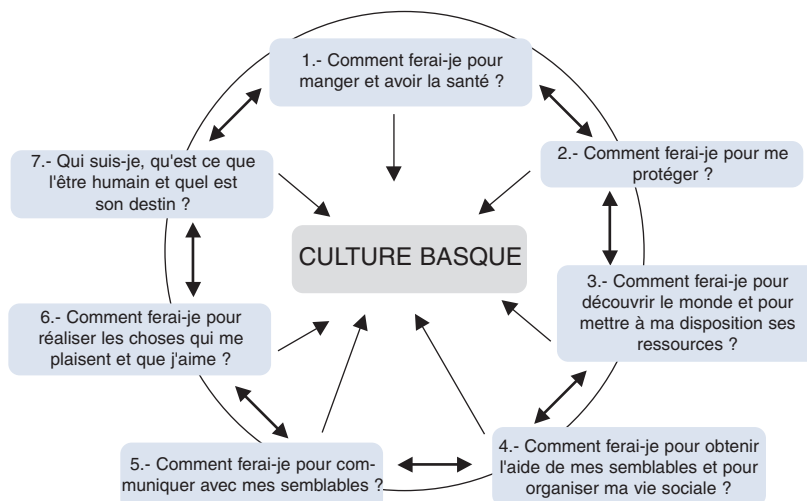 1.- Comment ferai-je pour
manger et avoir la santé ?
2.- Comment ferai-je pour me
protéger ?
7.- Qui suis-je, qu'est ce que
l'être humain et quel est
son destin ?
CULTURE BASQUE
3.- Comment ferai-je pour
découvrir le monde et pour
mettre à ma disposition ses
ressources ?
6.- Comment ferai-je pour
réaliser les choses qui me
plaisent et que j'aime ?
4.- Comment ferai-je pour obtenir
l'aide de mes semblables et pour
organiser ma vie sociale ?
5.- Comment ferai-je pour com-
muniquer avec mes semblables ?